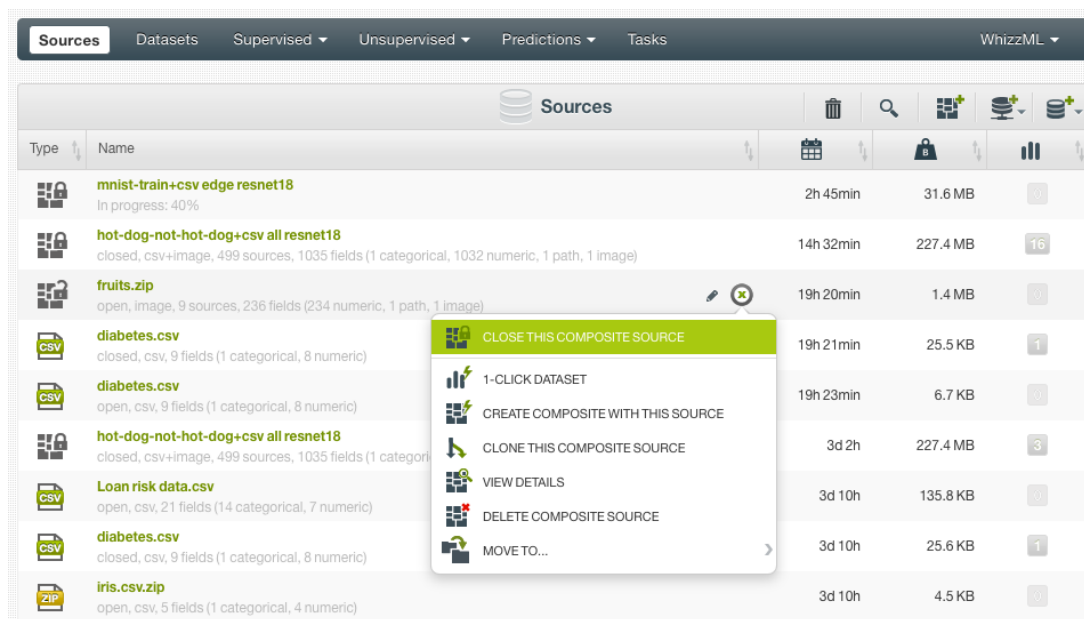 Sources Datasets Supervised Unsupervised Predictions Tasks WhizzML
Sources
Type Name B
mnist-train+csv edge resnet18
In progress: 40%
2h 45min 31.6 MB 0
hot-dog-not-hot-dog+csv all resnet18
closed, csv+image, 499 sources, 1035 fields (1 categorical, 1032 numeric, 1 path, 1 image)
14h 32min 227.4 MB 16
fruits.zip
open, image, 9 sources, 236 fields (234 numeric, 1 path, 1 image)
19h 20min 1.4 MB 0
CSV
diabetes.csv
closed, csv, 9 fields (1 categorical, 8 numeric)
19h 21min 25.5 KB 1
CSV
diabetes.csv
open, csv, 9 fields (1 categorical, 8 numeric)
19h 23min 6.7 KB 0
hot-dog-not-hot-dog+csv all resnet18
closed, csv+image, 499 sources, 1035 fields (1 categori
3d 2h 227.4 MB 3
CSV
Loan risk data.csv
open, csv, 21 fields (14 categorical, 7 numeric)
3d 10h 135.8 KB 0
CSV
diabetes.csv
closed, csv, 9 fields (1 categorical, 8 numeric)
3d 10h 25.6 KB 1
ZIP
iris.csv.zip
open, csv, 5 fields (1 categorical, 4 numeric)
3d 10h 4.5 KB 0
CLOSE THIS COMPOSITE SOURCE
1-CLICK DATASET
CREATE COMPOSITE WITH THIS SOURCE
CLONE THIS COMPOSITE SOURCE
VIEW DETAILS
DELETE COMPOSITE SOURCE
MOVE TO...